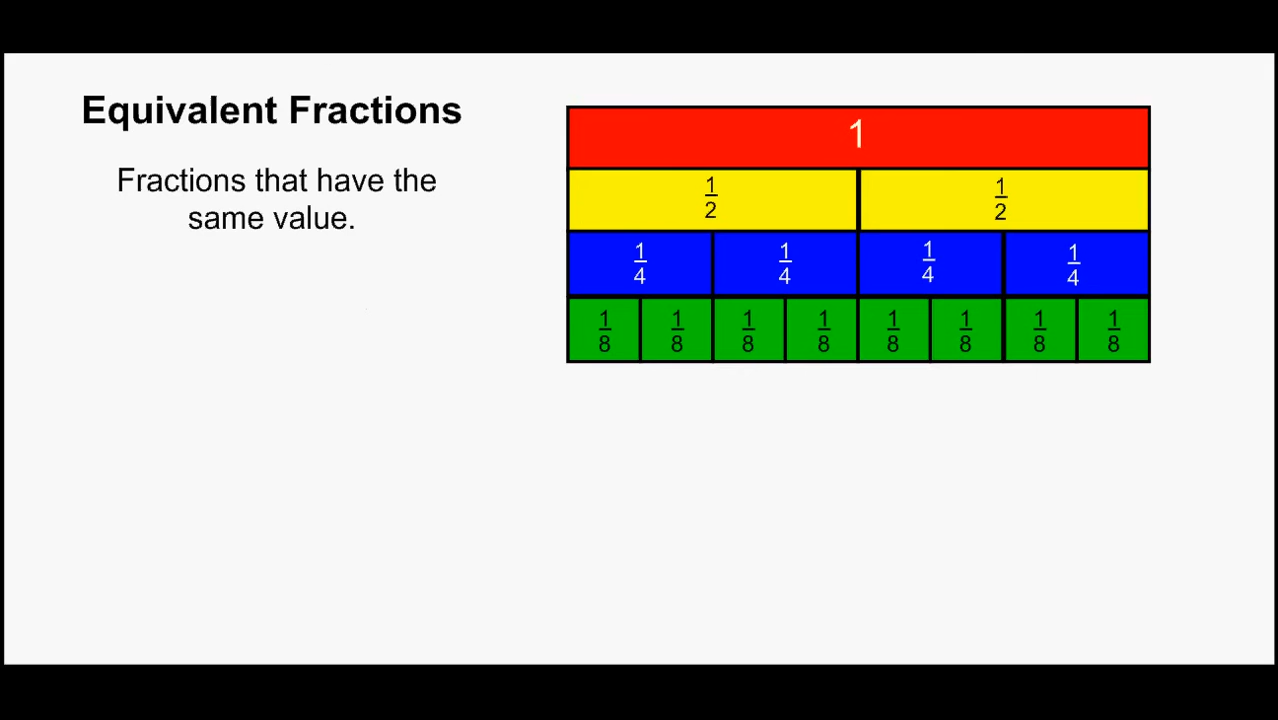 Equivalent Fractions
Fractions that have the
same value.
1
1/2 1/2
1/4 1/4 1/4 1/4
1/8 1/8 1/8 1/8 1/8 1/8 1/8 1/8